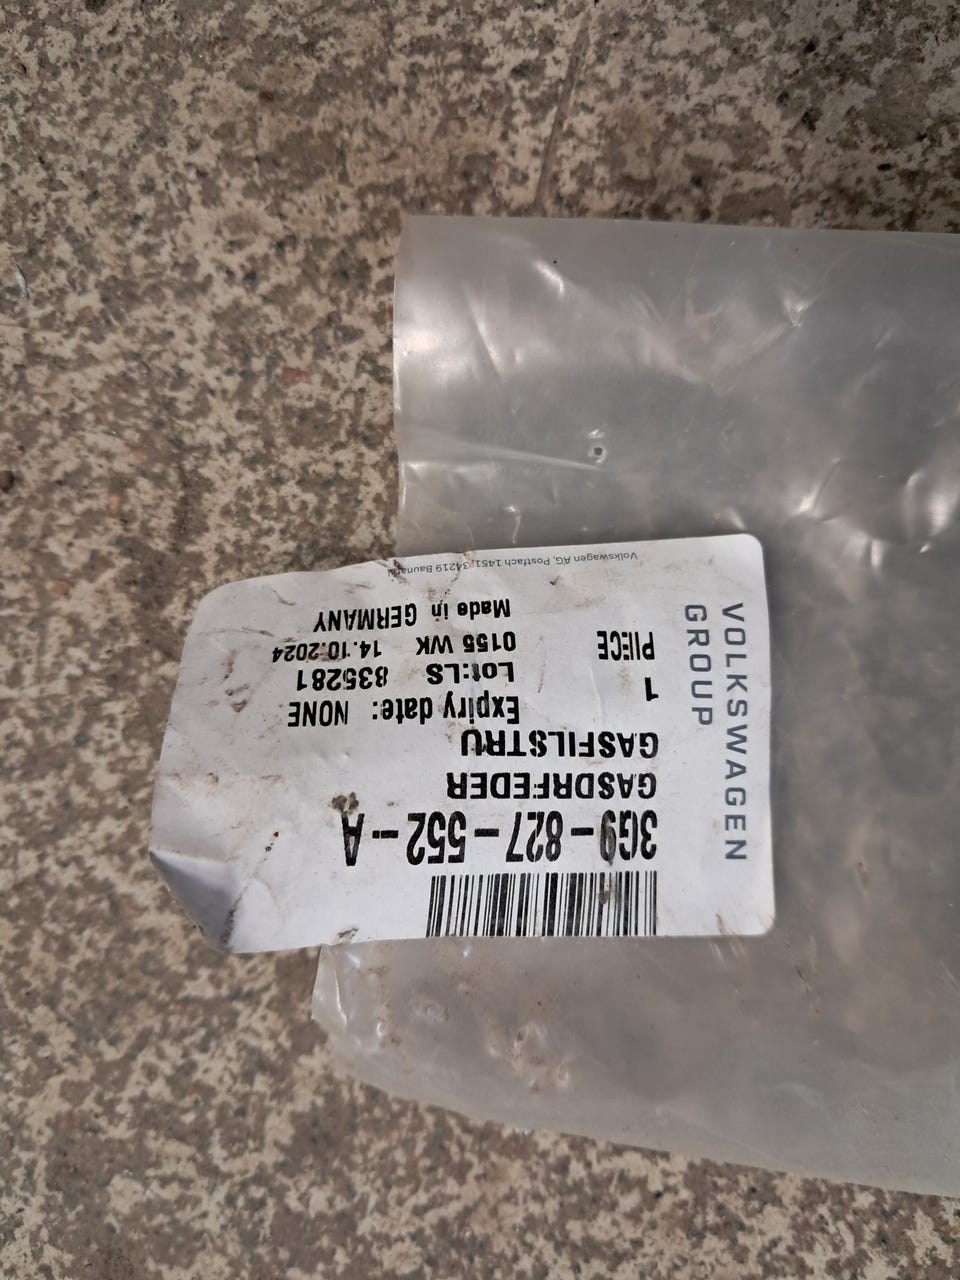 VOLKSWAGEN
GROUP
3G9-827-552-A
GASDRFEDER
GASFILSTRU
1
Expiry date: NONE
Lot:LS 835281
PIECE
0155 WK 14.10.2024
Made in GERMANY
Volkswagen AG, Postfach 1451, 34219 Baunatal